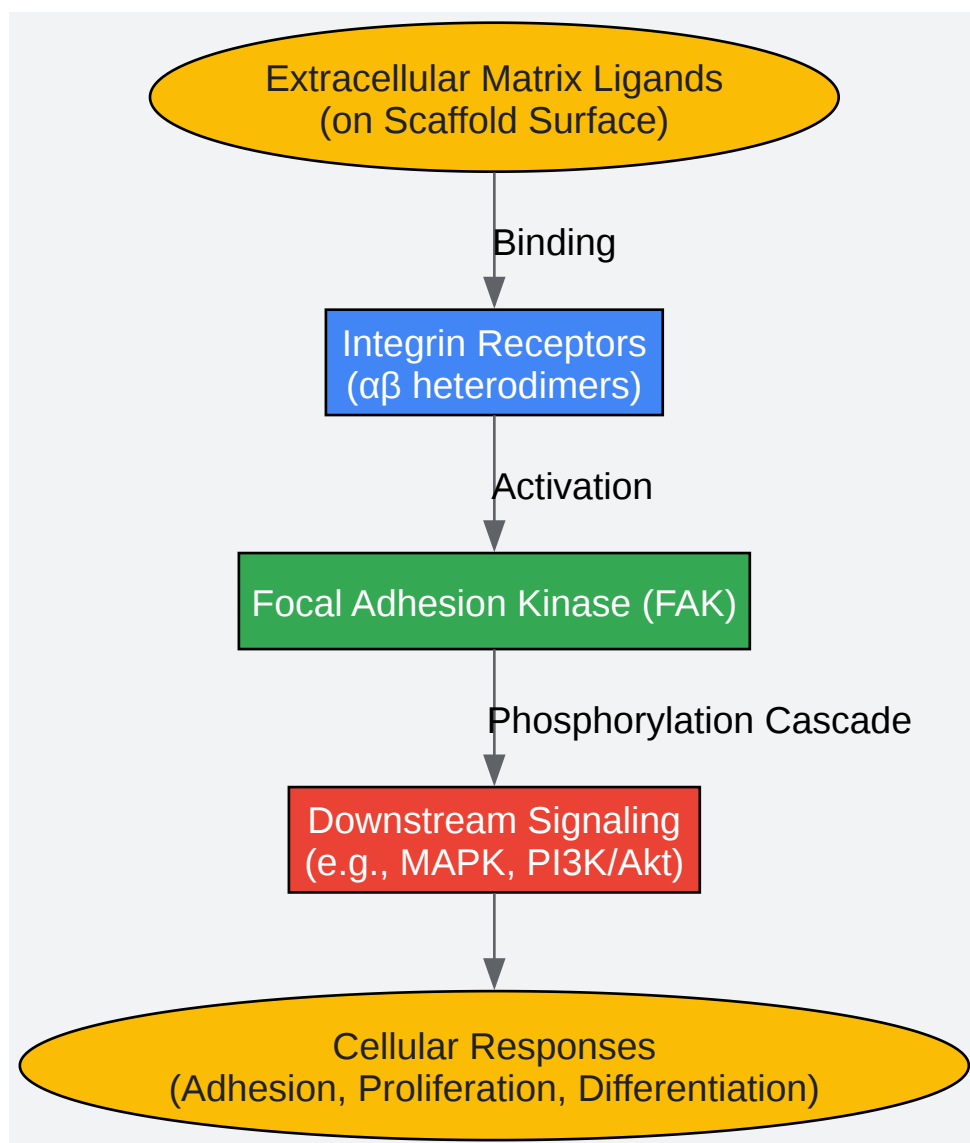 Extracellular Matrix Ligands
(on Scaffold Surface)
Binding
Integrin Receptors
(αβ heterodimers)
Activation
Focal Adhesion Kinase (FAK)
Phosphorylation Cascade
Downstream Signaling
(e.g., MAPK, PI3K/Akt)
Cellular Responses
(Adhesion, Proliferation, Differentiation)